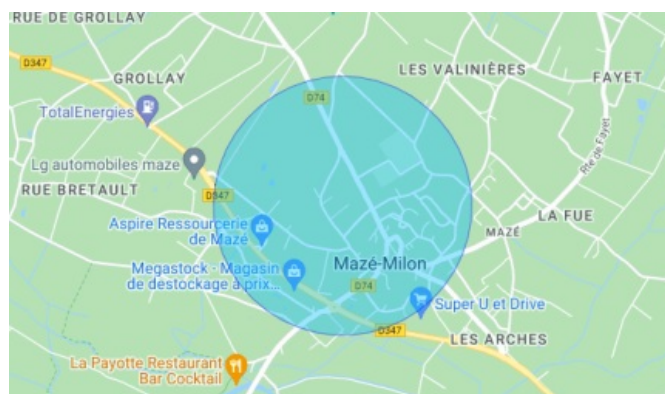 RUE DE GROLLAY
D347
GROLLAY
LES VALINIÈRES
FAYET
D74
TotalEnergies
Rte de Fayet
Lg automobiles maze
RUE BRETAULT
D347
Aspire Ressourcerie
de Mazé
LA FUE
MAZÉ
Megastock - Magasin
de destockage à prix...
Mazé-Milon
D74
Super U et Drive
D347
LES ARCHES
La Payotte Restaurant
Bar Cocktail